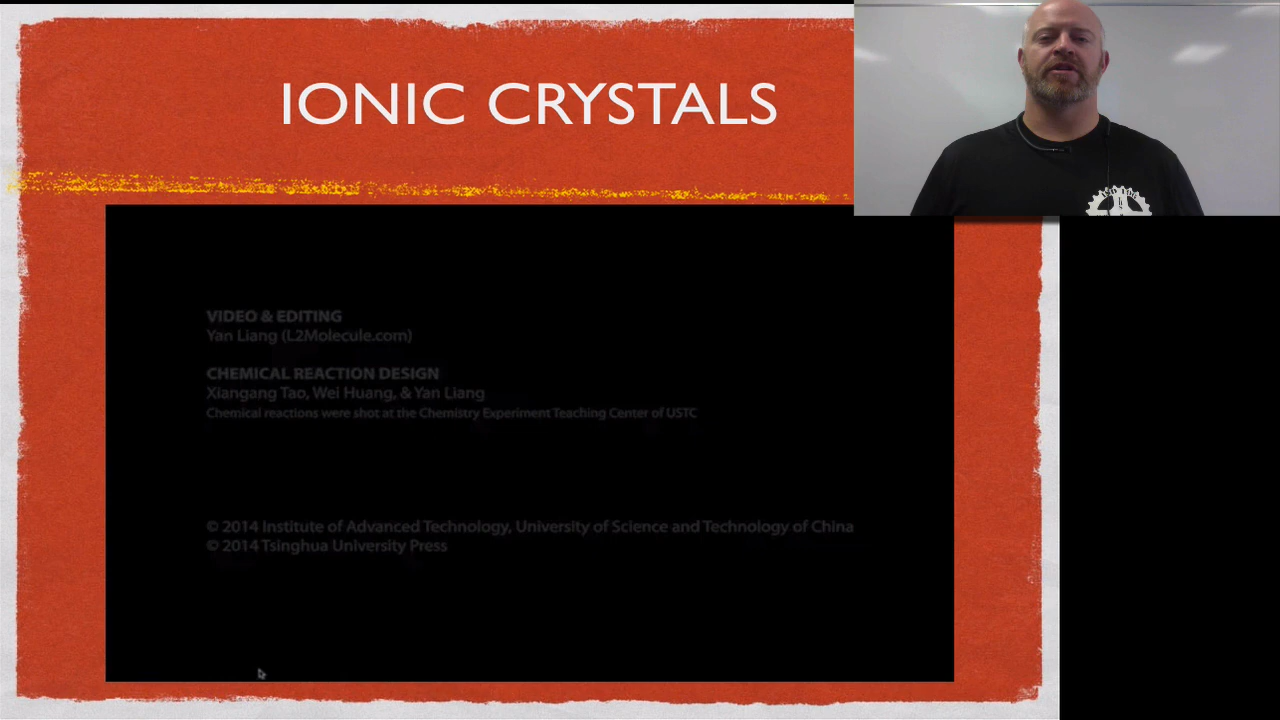 IONIC CRYSTALS
VIDEO & EDITING
Yan Liang (L2Molecule.com)
CHEMICAL REACTION DESIGN
Xiangang Tao, Wei Huang, & Yan Liang
Chemical reactions were shot at the Chemistry Experiment Teaching Center of USTC
© 2014 Institute of Advanced Technology, University of Science and Technology of China
© 2014 Tsinghua University Press